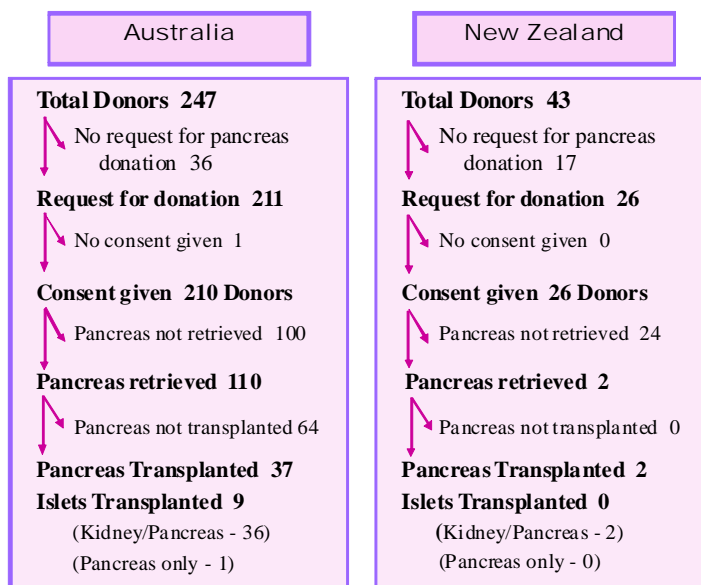 Australia
Total Donors 247
No request for pancreas
donation 36
Request for donation 211
No consent given 1
Consent given 210 Donors
Pancreas not retrieved 100
Pancreas retrieved 110
Pancreas not transplanted 64
Pancreas Transplanted 37
Islets Transplanted 9
(Kidney/Pancreas - 36)
(Pancreas only - 1)
New Zealand
Total Donors 43
No request for pancreas
donation 17
Request for donation 26
No consent given 0
Consent given 26 Donors
Pancreas not retrieved 24
Pancreas retrieved 2
Pancreas not transplanted 0
Pancreas Transplanted 2
Islets Transplanted 0
(Kidney/Pancreas - 2)
(Pancreas only - 0)